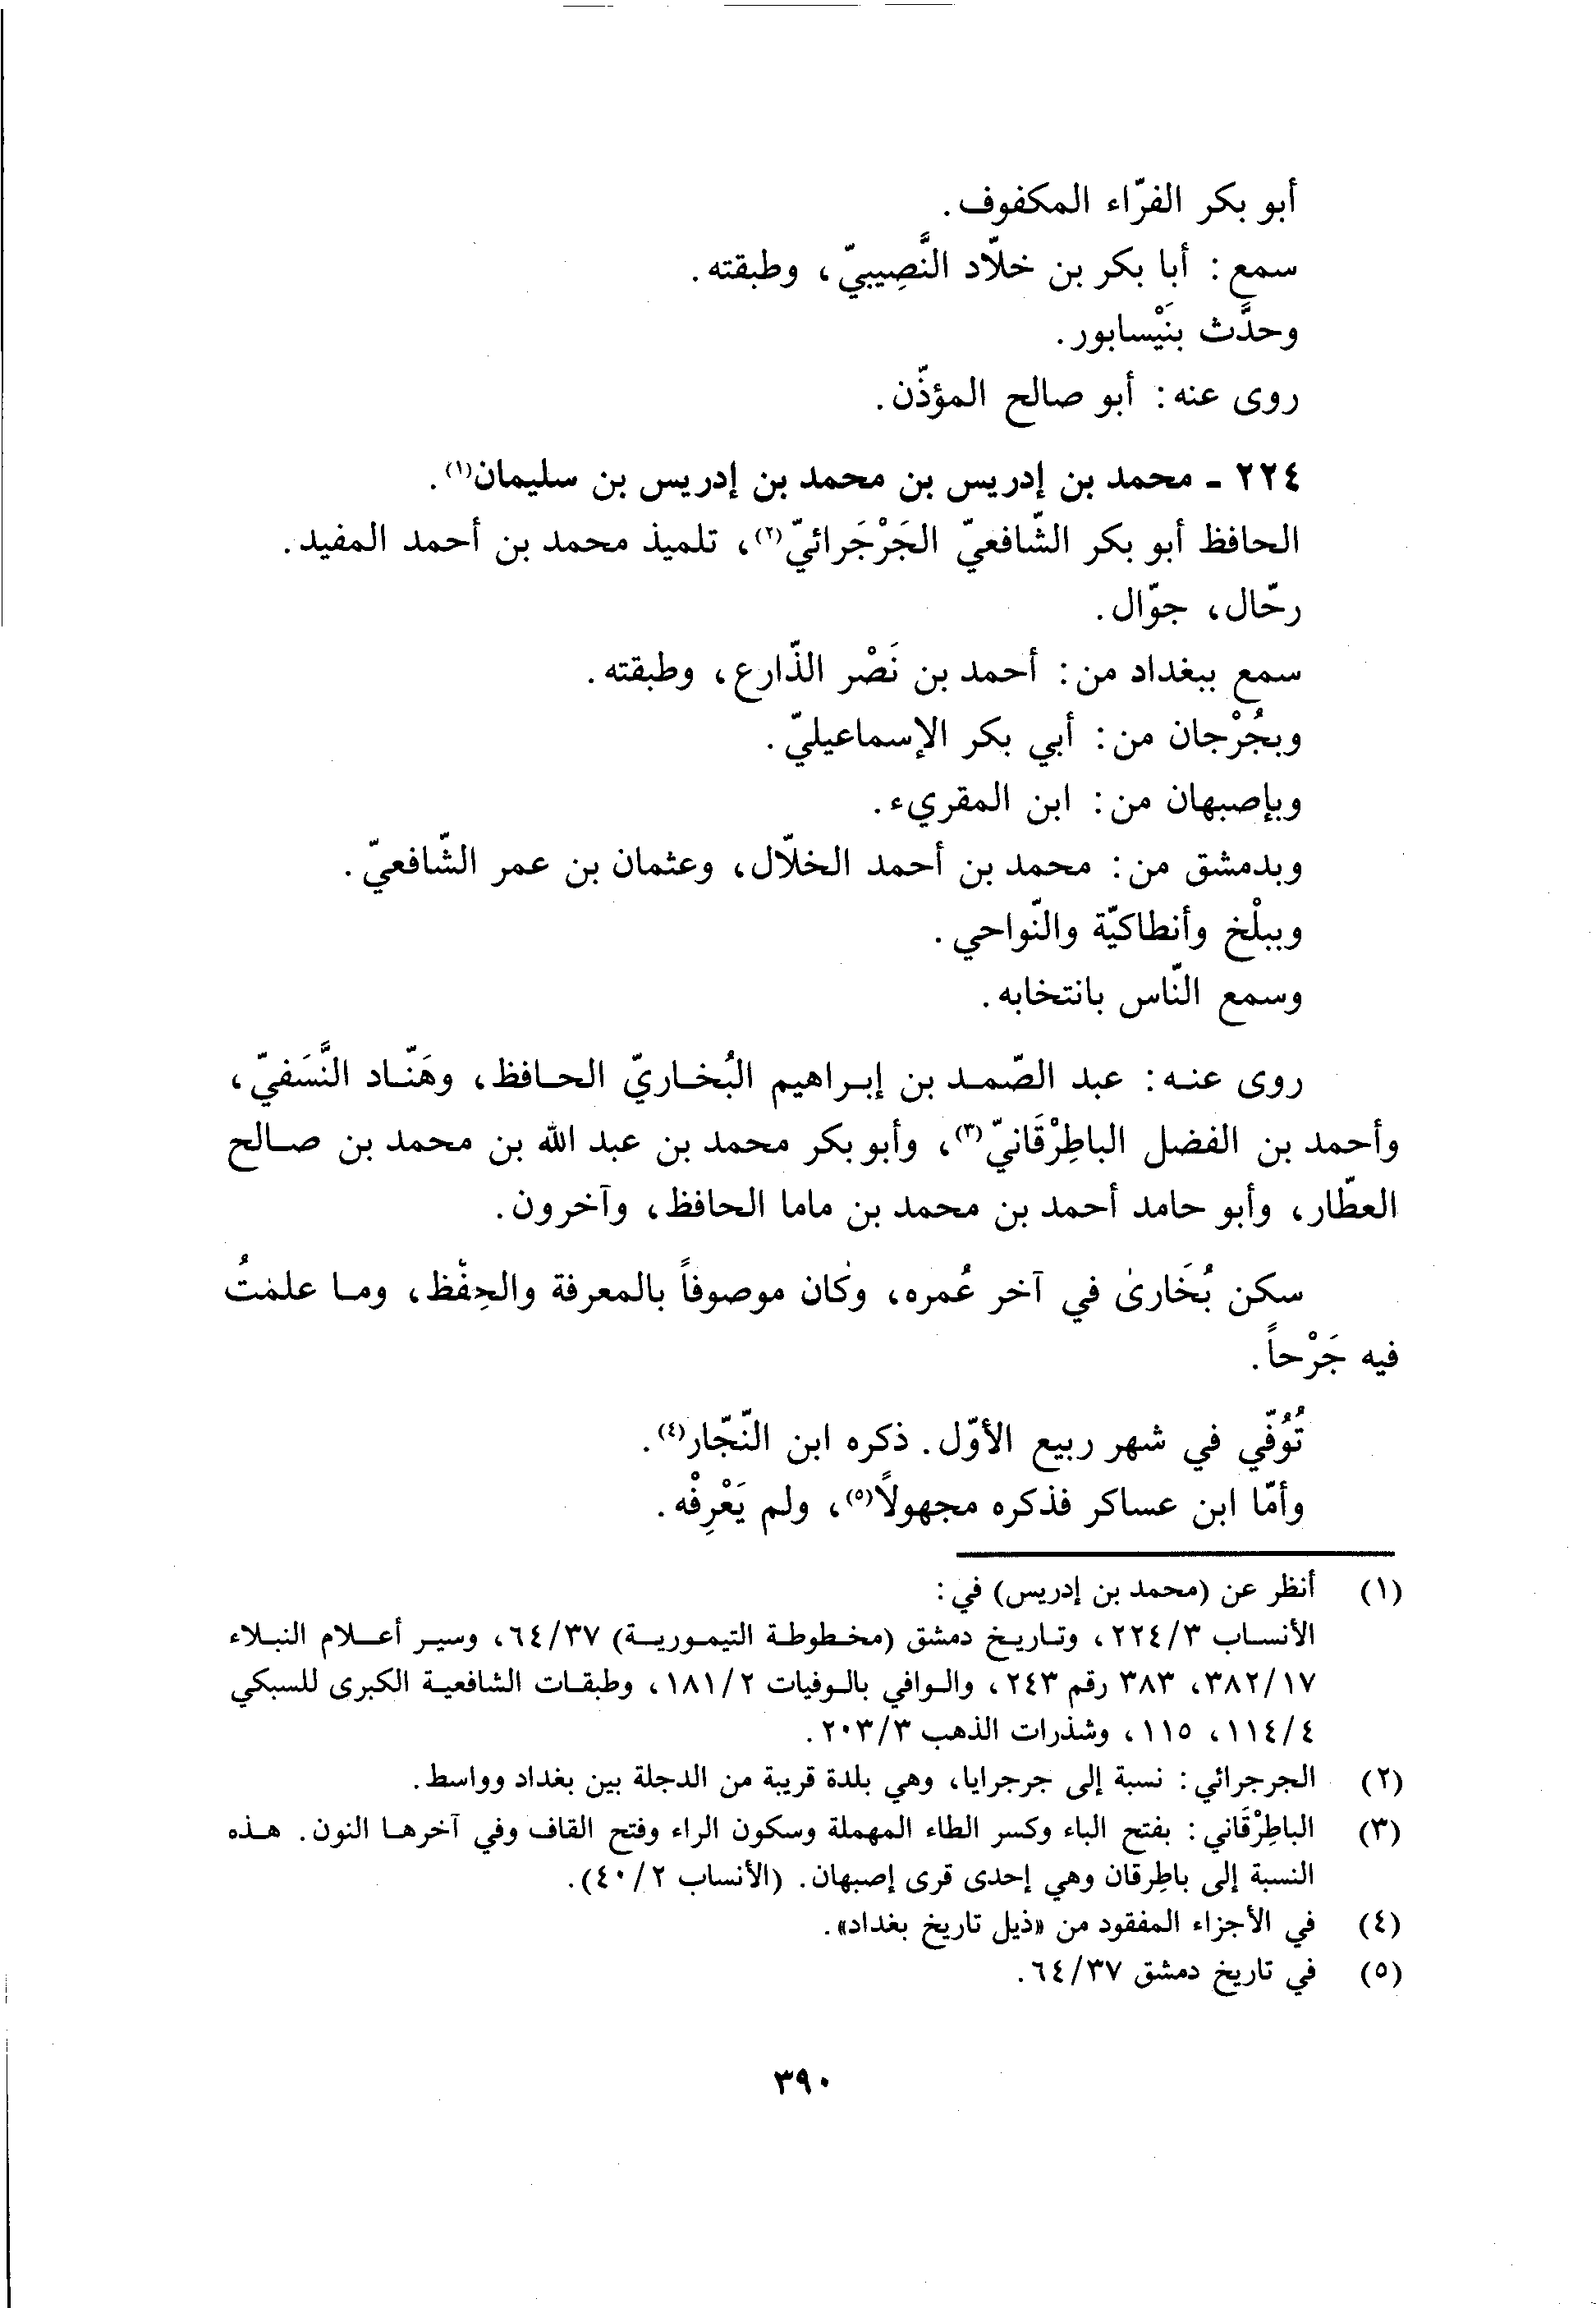 أبو بكر الفرّاء المكفوف.
سمع: أبا بكر بن خلّاد النَّصِيبيّ، وطبقته.
وحدَّث بنَيْسابور.
روى عنه: أبو صالح المؤذّن.
٢٢٤ - محمد بن إدريس بن محمد بن إدريس بن سليمان(١).
الحافظ أبو بكر الشّافعيّ الجَرْجَرائيّ(٢)، تلميذ محمد بن أحمد المفيد.
رحّال، جوّال.
سمع ببغداد من: أحمد بن نَصْر الذّارع، وطبقته.
وبجُرْجان من: أبي بكر الإسماعيليّ.
وبإصبهان من: ابن المقريء.
وبدمشق من: محمد بن أحمد الخلّال، وعثمان بن عمر الشّافعيّ.
وببلْخ وأنطاكيّة والنّواحي.
وسمع النّاس بانتخابه.
روى عنه: عبد الصّمد بن إبراهيم البُخاريّ الحافظ، وهَنّاد النَّسَفيّ،
وأحمد بن الفضل الباطِرْقَانيّ(٣)، وأبو بكر محمد بن عبد الله بن محمد بن صالح
العطّار، وأبو حامد أحمد بن محمد بن ماما الحافظ، وآخرون.
سكن بُخَارىٰ في آخر عُمره، وكان موصوفاً بالمعرفة والحِفْظ، وما علمتُ
فيه جَرْحاً.
تُوُفّي في شهر ربيع الأوّل. ذكره ابن النّجّار(٤).
وأمّا ابن عساكر فذكره مجهولاً(٥)، ولم يَعْرِفْه.
(١) أنظر عن (محمد بن إدريس) في:
الأنساب ٢٢٤/٣، وتاريخ دمشق (مخطوطة التيمورية) ٦٤/٣٧، وسير أعلام النبلاء
٣٨٢/١٧، ٣٨٣ رقم ٢٤٣، والوافي بالوفيات ١٨١/٢، وطبقات الشافعية الكبرى للسبكي
١١٤/٤، ١١٥، وشذرات الذهب ٢٠٣/٣.
(٢) الجرجرائي: نسبة إلى جرجرايا، وهي بلدة قريبة من الدجلة بين بغداد وواسط.
(٣) الباطِرْقَاني: بفتح الباء وكسر الطاء المهملة وسكون الراء وفتح القاف وفي آخرها النون. هذه
النسبة إلى باطِرقان وهي إحدى قرى إصبهان. (الأنساب ٤٠/٢).
(٤) في الأجزاء المفقود من «ذيل تاريخ بغداد».
(٥) في تاريخ دمشق ٦٤/٣٧.
٣٩٠